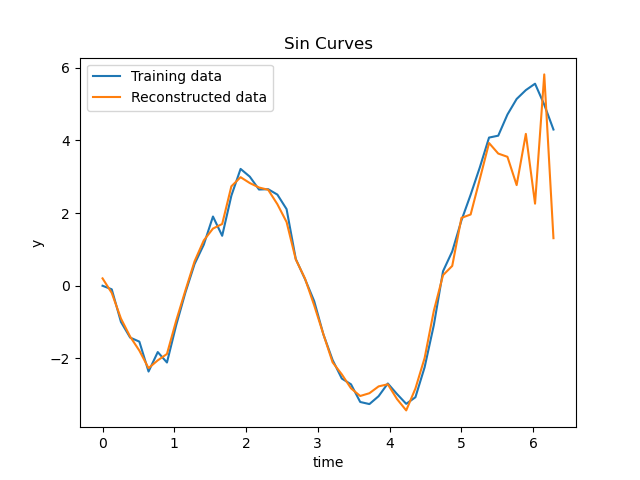 Sin Curves
Training data
Reconstructed data
6
4
2
0
−2
y
0 1 2 3 4 5 6
time